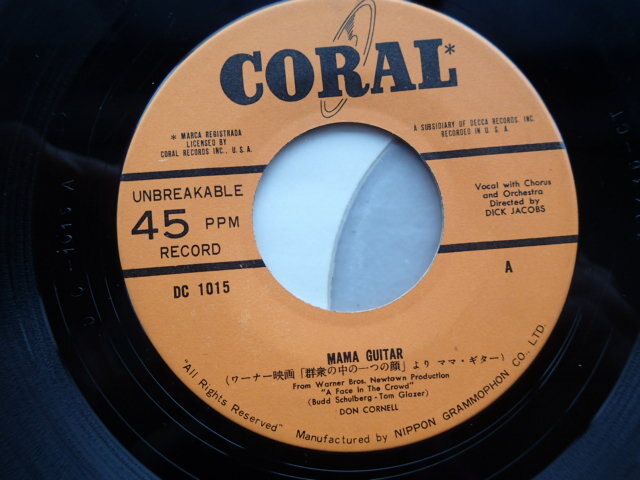 CORAL*
* MARCA REGISTRADA
LICENSED BY
CORAL RECORDS INC., U.S.A.
A SUBSIDIARY OF DECCA RECORDS, INC.
RECORDED IN U.S.A.
UNBREAKABLE
45 PPM
RECORD
DC 1015
Vocal with Chorus
and Orchestra
Directed by
DICK JACOBS
A
MAMA GUITAR
(ワーナー映画「群衆の中の一つの顔」より ママ・ギター)
From Warner Bros. Newtown Production
"A Face in The Crowd"
(Budd Schulberg - Tom Glazer)
DON CORNELL
"All Rights Reserved" Manufactured by NIPPON GRAMMOPHON CO., LTD.